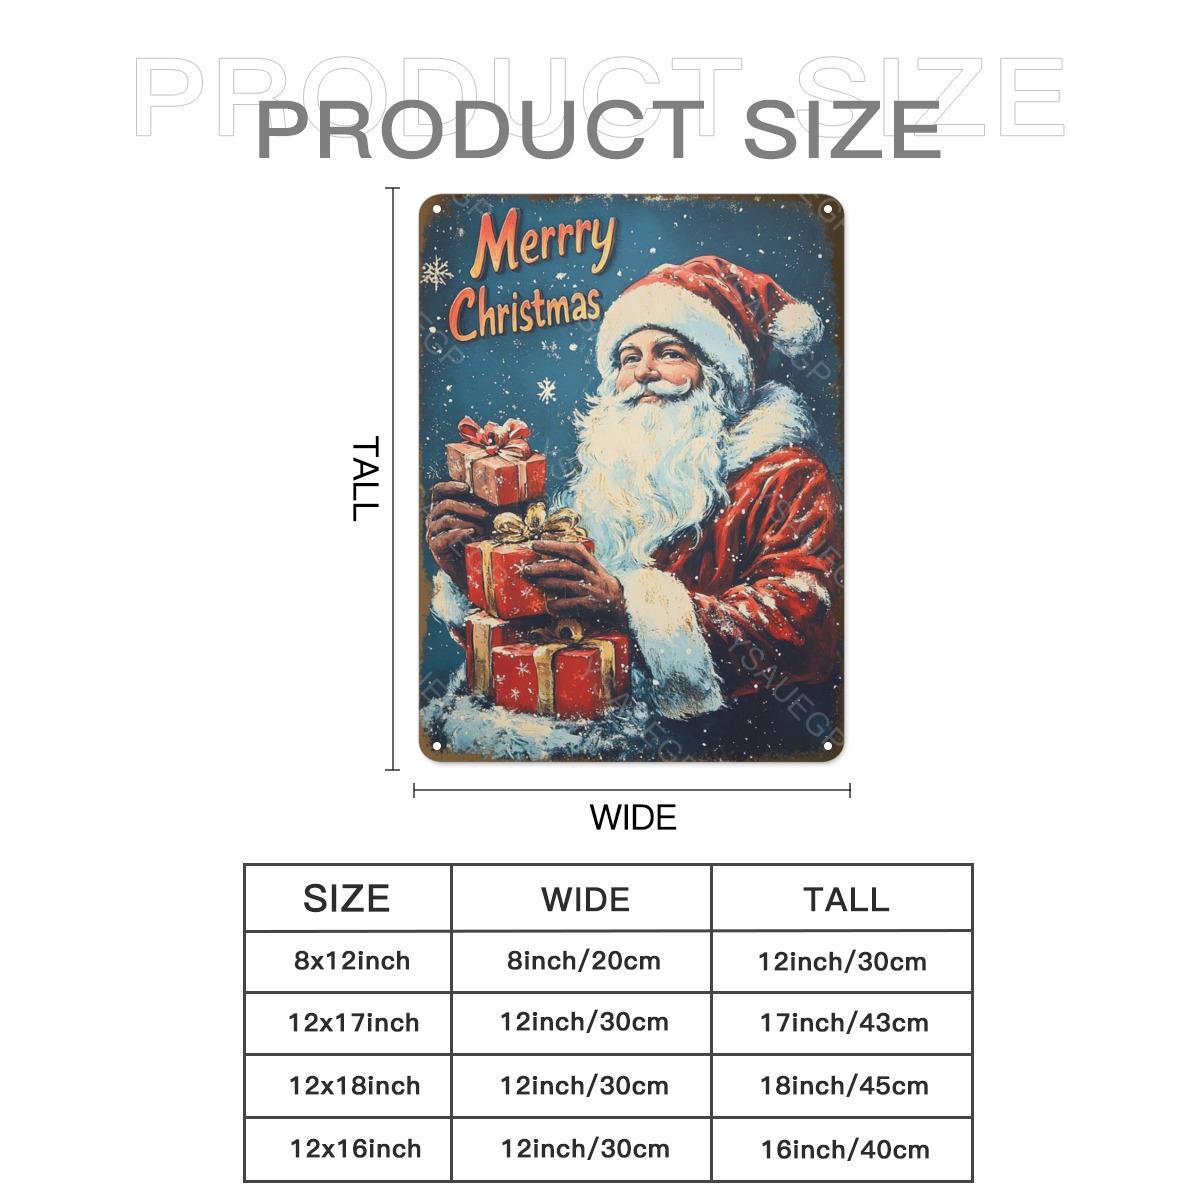 PRODUCT SIZE
PRODUCT SIZE
Merrry
Christmas
TALL
WIDE
SIZE WIDE TALL
8x12inch 8inch/20cm 12inch/30cm
12x17inch 12inch/30cm 17inch/43cm
12x18inch 12inch/30cm 18inch/45cm
12x16inch 12inch/30cm 16inch/40cm
YSAUEGP